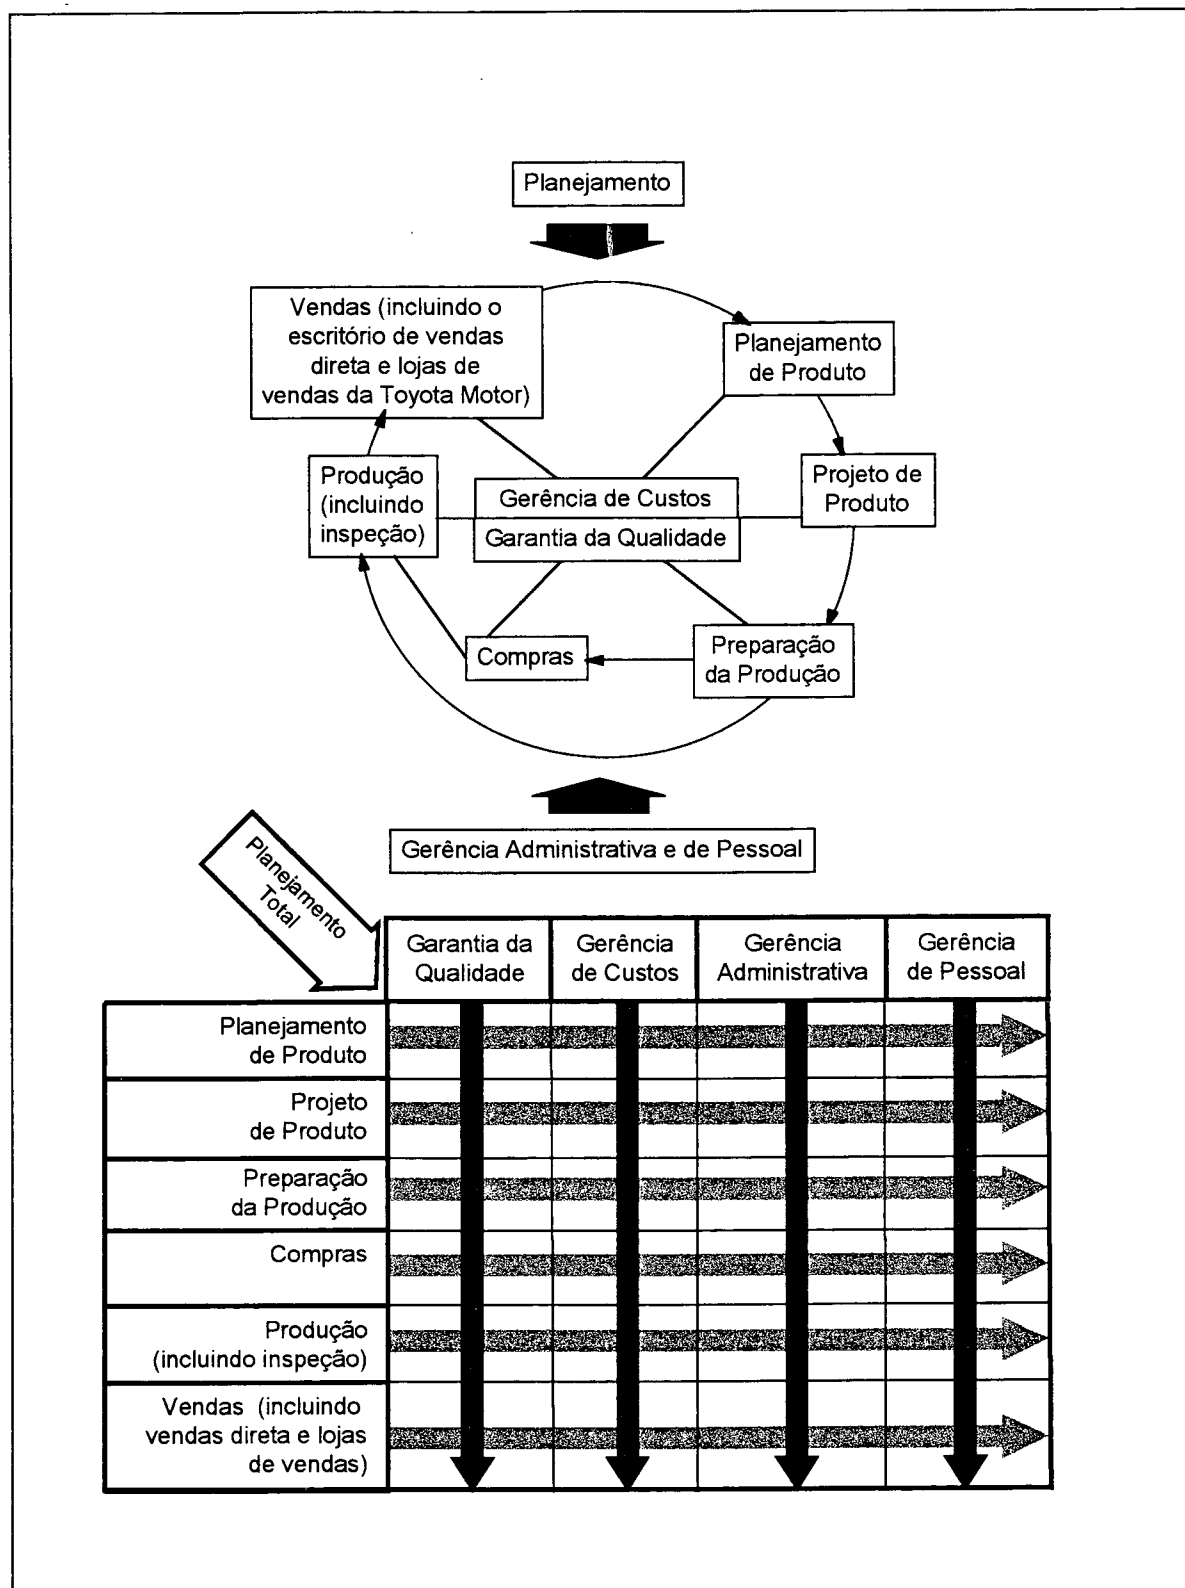 Planejamento
Vendas (incluindo o
escritório de vendas
direta e lojas de
vendas da Toyota Motor)
Planejamento
de Produto
Produção
(incluindo
inspeção)
Gerência de Custos
Garantia da Qualidade
Projeto de
Produto
Compras
Preparação
da Produção
Gerência Administrativa e de Pessoal
Planejamento
Total
Garantia da
Qualidade
Gerência
de Custos
Gerência
Administrativa
Gerência
de Pessoal
Planejamento
de Produto
Projeto
de Produto
Preparação
da Produção
Compras
Produção
(incluindo inspeção)
Vendas (incluindo
vendas direta e lojas
de vendas)